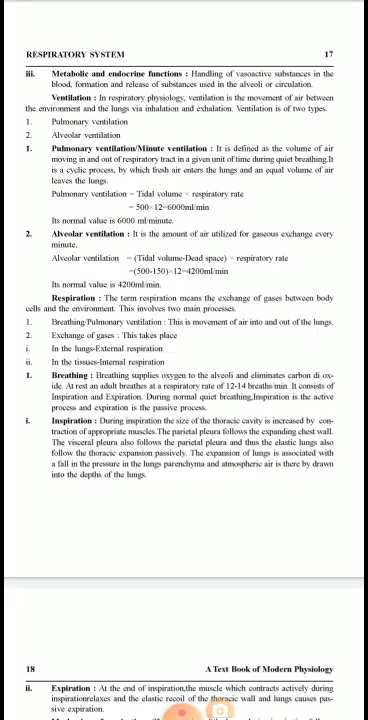 RESPIRATORY SYSTEM 17
iii. Metabolic and endocrine functions : Handling of vasoactive substances in the
blood, formation and release of substances used in the alveoli or circulation.
Ventilation : In respiratory physiology, ventilation is the movement of air between
the environment and the lungs via inhalation and exhalation. Ventilation is of two types.
1. Pulmonary ventilation
2. Alveolar ventilation
1. Pulmonary ventilation/Minute ventilation : It is defined as the volume of air
moving in and out of respiratory tract in a given unit of time during quiet breathing.It
is a cyclic process, by which fresh air enters the lungs and an equal volume of air
leaves the lungs.
Pulmonary ventilation = Tidal volume × respiratory rate
= 500×12=6000ml/min
Its normal value is 6000 ml/minute.
2. Alveolar ventilation : It is the amount of air utilized for gaseous exchange every
minute.
Alveolar ventilation = (Tidal volume-Dead space) × respiratory rate
=(500-150)×12=4200ml/min
Its normal value is 4200ml/min.
Respiration : The term respiration means the exchange of gases between body
cells and the environment. This involves two main processes.
1. Breathing/Pulmonary ventilation : This is movement of air into and out of the lungs.
2. Exchange of gases : This takes place
i. In the lungs-External respiration
ii. In the tissues-Internal respiration
1. Breathing : Breathing supplies oxygen to the alveoli and eliminates carbon di ox-
ide. At rest an adult breathes at a respiratory rate of 12-14 breaths/min. It consists of
Inspiration and Expiration. During normal quiet breathing,Inspiration is the active
process and expiration is the passive process.
i. Inspiration : During inspiration the size of the thoracic cavity is increased by con-
traction of appropriate muscles.The parietal pleura follows the expanding chest wall.
The visceral pleura also follows the parietal pleura and thus the elastic lungs also
follow the thoracic expansion passively. The expansion of lungs is associated with
a fall in the pressure in the lungs parenchyma and atmospheric air is there by drawn
into the depths of the lungs.
18 A Text Book of Modern Physiology
ii. Expiration : At the end of inspiration,the muscle which contracts actively during
inspirationrelaxes and the elastic recoil of the thoracic wall and lungs causes pas-
sive expiration.